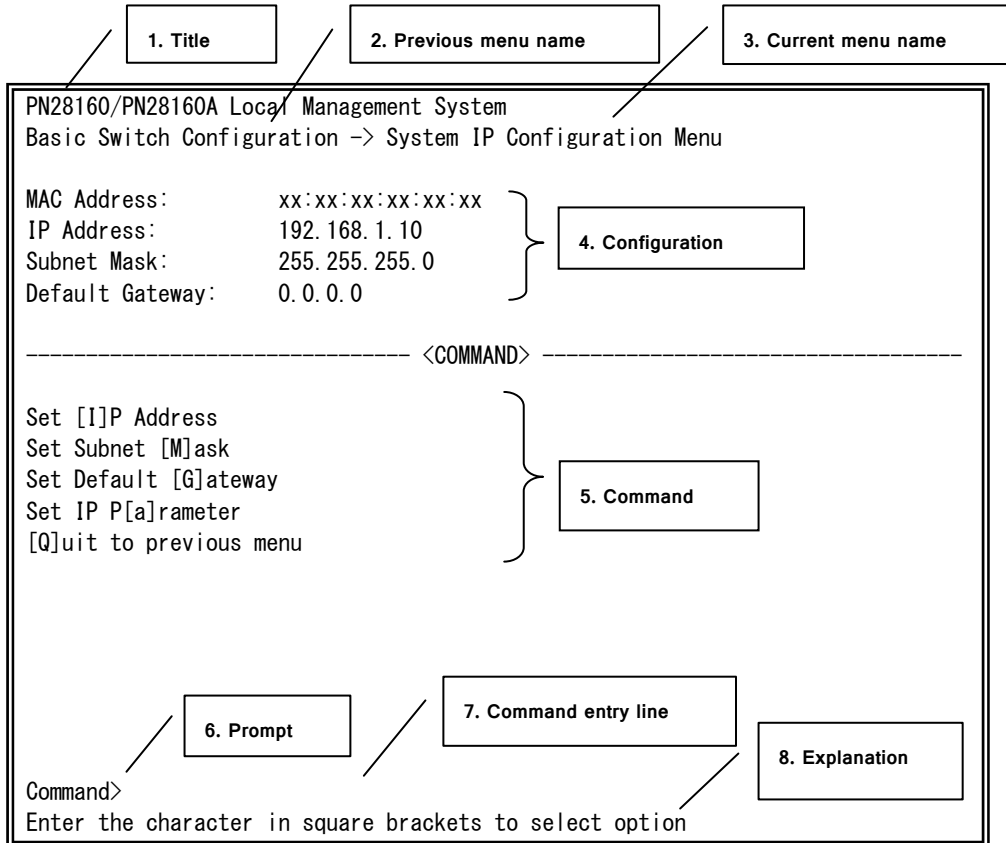 1. Title
2. Previous menu name
3. Current menu name
PN28160/PN28160A Local Management System
Basic Switch Configuration -> System IP Configuration Menu
MAC Address: xx:xx:xx:xx:xx:xx
IP Address: 192.168.1.10
Subnet Mask: 255.255.255.0
Default Gateway: 0.0.0.0
4. Configuration
-------------------------------- <COMMAND> -----------------------------------
Set [I]P Address
Set Subnet [M]ask
Set Default [G]ateway
Set IP P[a]rameter
[Q]uit to previous menu
5. Command
6. Prompt
7. Command entry line
8. Explanation
Command>
Enter the character in square brackets to select option